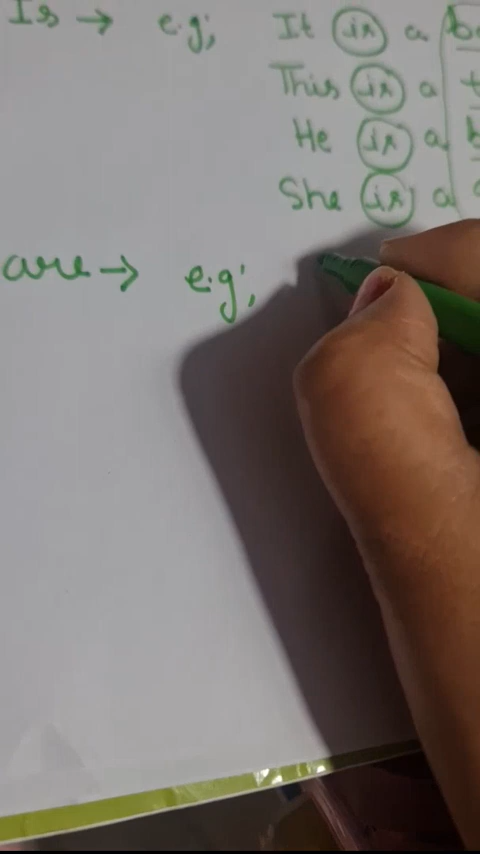 Is → e.g; It is a
This is a
He is a
She is a
are → e.g;